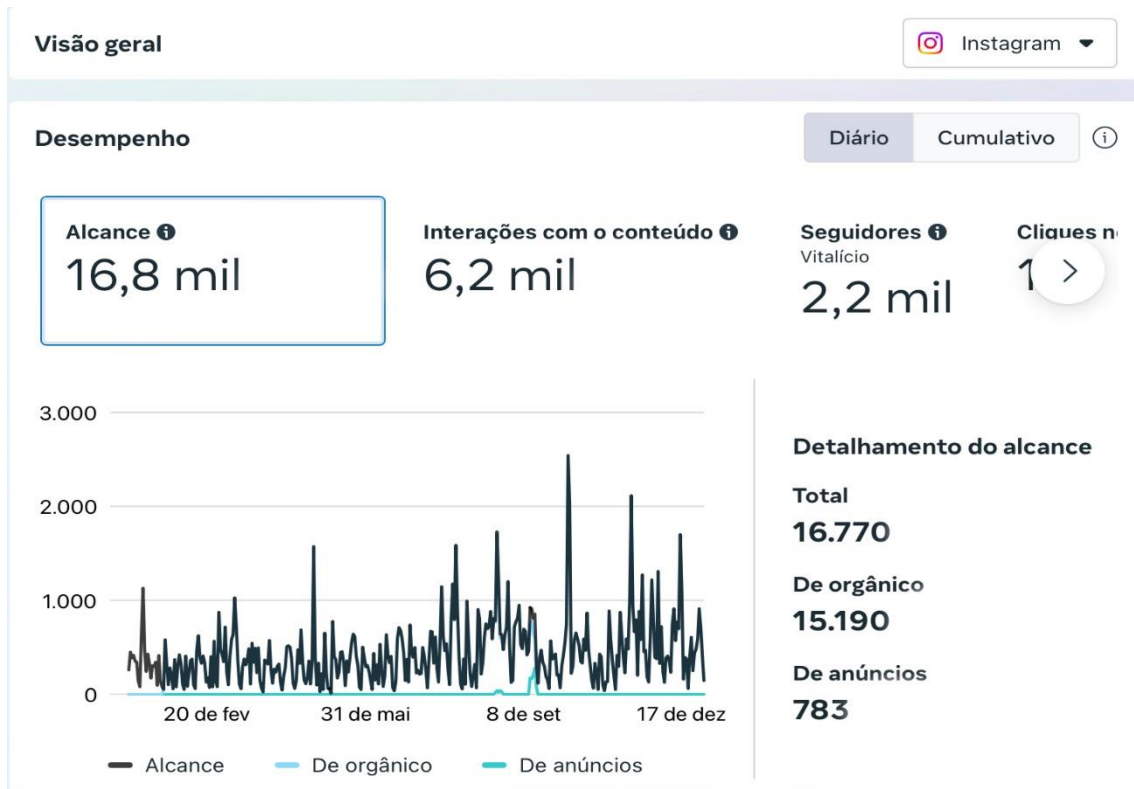 Visão geral
Instagram
Desempenho
Diário Cumulativo
Alcance
16,8 mil
Interações com o conteúdo
6,2 mil
Seguidores
Vitalício
2,2 mil
Cliques
3.000
2.000
1.000
0
20 de fev 31 de mai 8 de set 17 de dez
Alcance De orgânico De anúncios
Detalhamento do alcance
Total
16.770
De orgânico
15.190
De anúncios
783